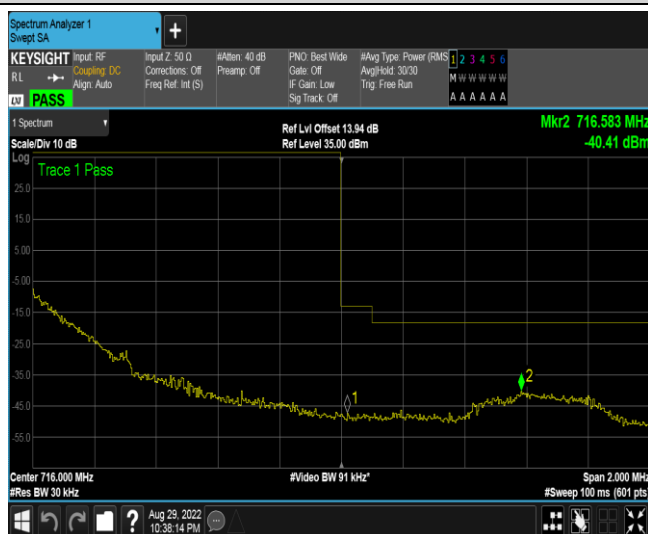 Spectrum Analyzer 1
Swept SA
+
KEYSIGHT
RL
LXI
PASS
Input: RF
Coupling: DC
Align: Auto
Input Z: 50 Ω
Corrections: Off
Freq Ref: Int (S)
#Atten: 40 dB
Preamp: Off
PNO: Best Wide
Gate: Off
IF Gain: Low
Sig Track: Off
#Avg Type: Power (RMS
Avg|Hold: 30/30
Trig: Free Run
1 2 3 4 5 6
M W W W W W
A A A A A A
1 Spectrum
Scale/Div 10 dB
Ref Lvl Offset 13.94 dB
Ref Level 35.00 dBm
Mkr2 716.583 MHz
-40.41 dBm
Log
Trace 1 Pass
25.0
15.0
5.00
-5.00
-15.0
-25.0
-35.0
-45.0
-55.0
1
2
Center 716.000 MHz
#Res BW 30 kHz
#Video BW 91 kHz*
Span 2.000 MHz
#Sweep 100 ms (601 pts)
?
Aug 29, 2022
10:38:14 PM